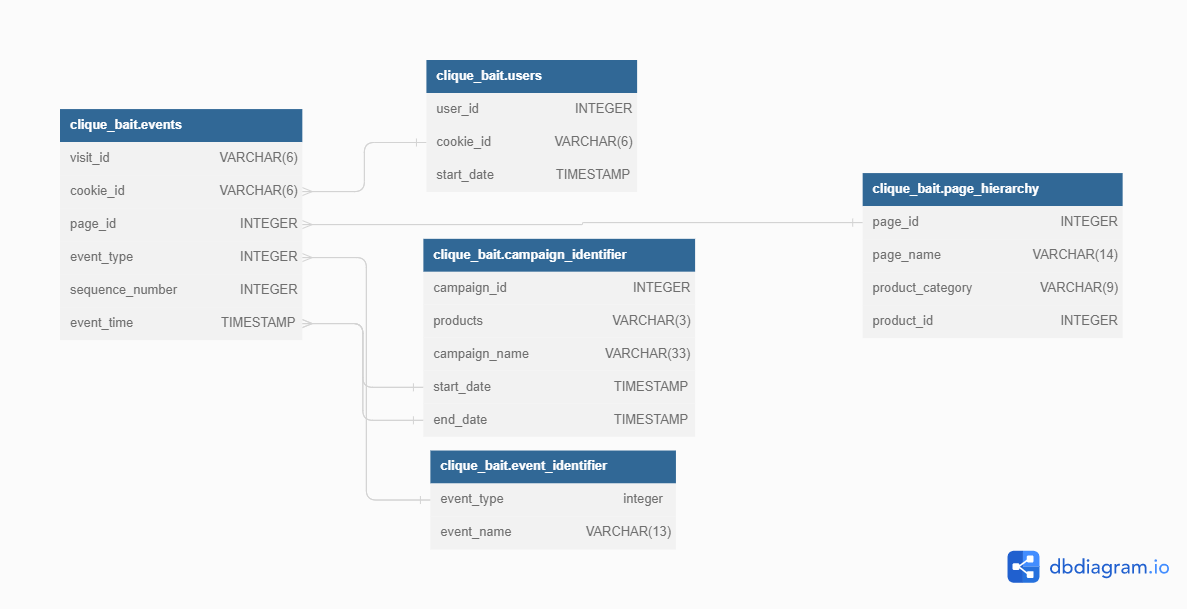 clique_bait.users
user_id INTEGER
cookie_id VARCHAR(6)
start_date TIMESTAMP
clique_bait.events
visit_id VARCHAR(6)
cookie_id VARCHAR(6)
page_id INTEGER
event_type INTEGER
sequence_number INTEGER
event_time TIMESTAMP
clique_bait.page_hierarchy
page_id INTEGER
page_name VARCHAR(14)
product_category VARCHAR(9)
product_id INTEGER
clique_bait.campaign_identifier
campaign_id INTEGER
products VARCHAR(3)
campaign_name VARCHAR(33)
start_date TIMESTAMP
end_date TIMESTAMP
clique_bait.event_identifier
event_type integer
event_name VARCHAR(13)
dbdiagram.io